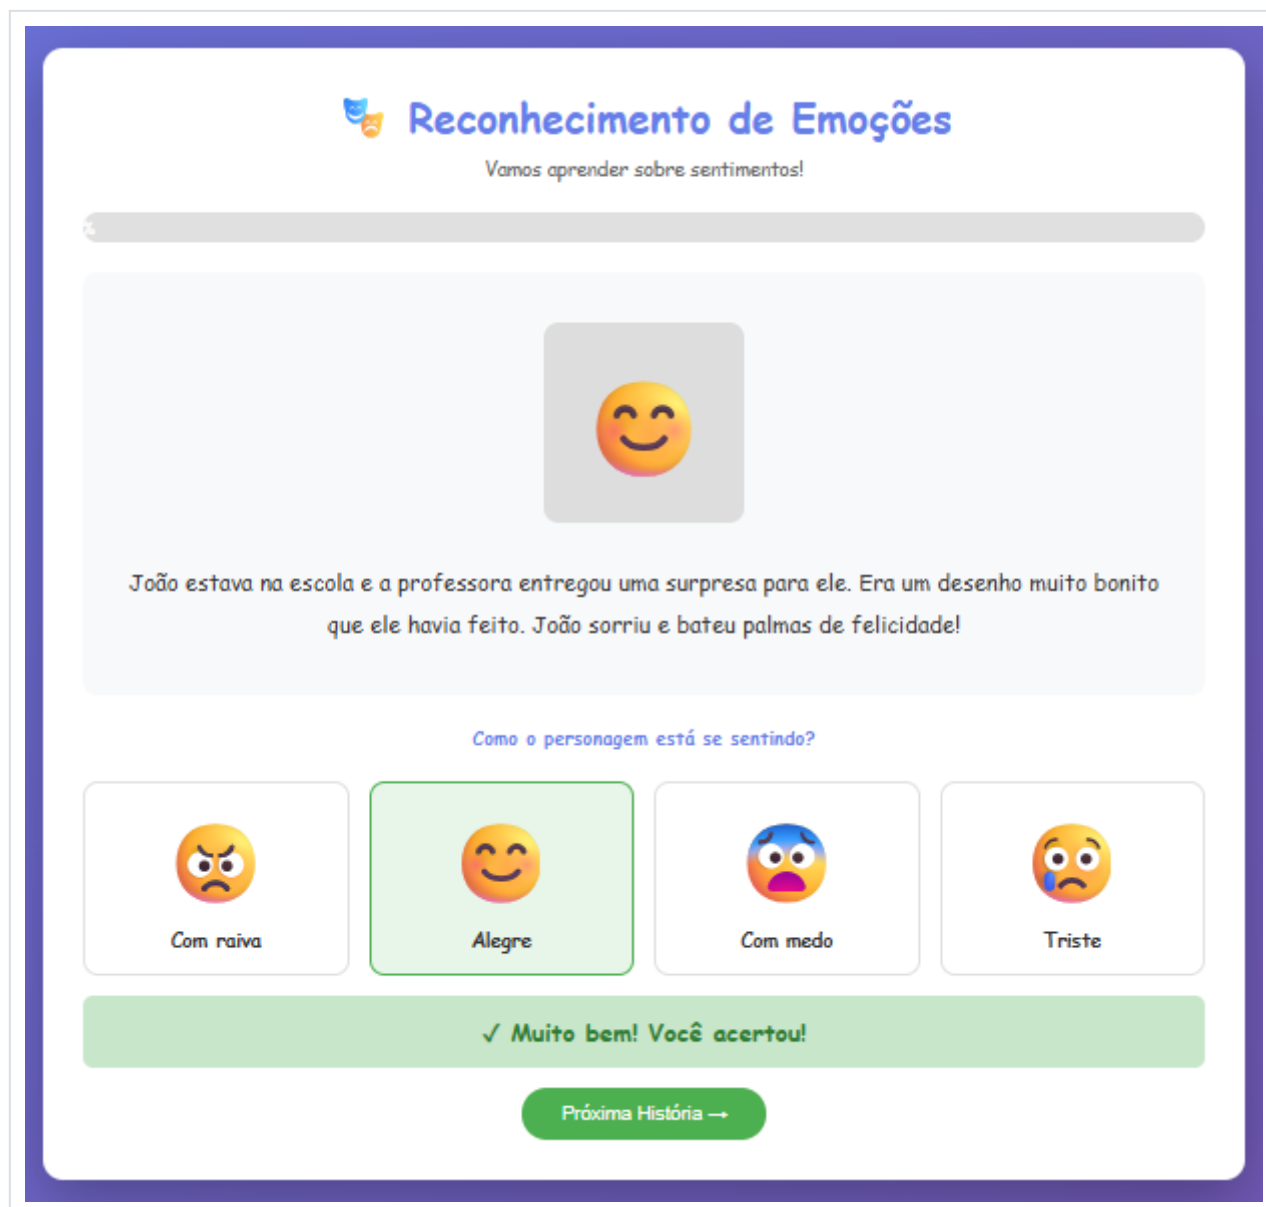 Reconhecimento de Emoções
Vamos aprender sobre sentimentos!
João estava na escola e a professora entregou uma surpresa para ele. Era um desenho muito bonito
que ele havia feito. João sorriu e bateu palmas de felicidade!
Como o personagem está se sentindo?
Com raiva
Alegre
Com medo
Triste
✓ Muito bem! Você acertou!
Próxima História →